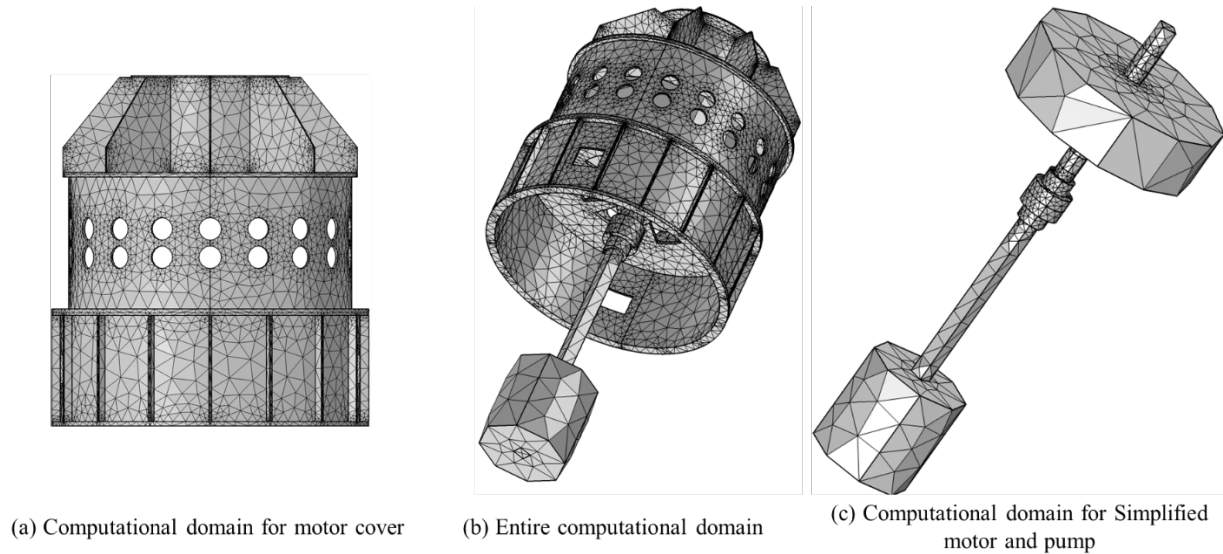 (a) Computational domain for motor cover
(b) Entire computational domain
(c) Computational domain for Simplified
motor and pump